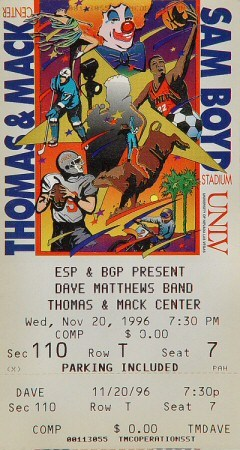 THOMAS & MACK
CENTER
SAM BOYD
STADIUM
UNLV
ESP & BGP PRESENT
DAVE MATTHEWS BAND
THOMAS & MACK CENTER
Wed, Nov 20, 1996 7:30 PM
COMP $ 0.00
Sec 110 Row T Seat 7
(X) PARKING INCLUDED PAH
DAVE 11/20/96 7:30p
Sec 110 Row T Seat 7
COMP $ 0.00 TMDAVE
00113055 TMCOPERATIONSST